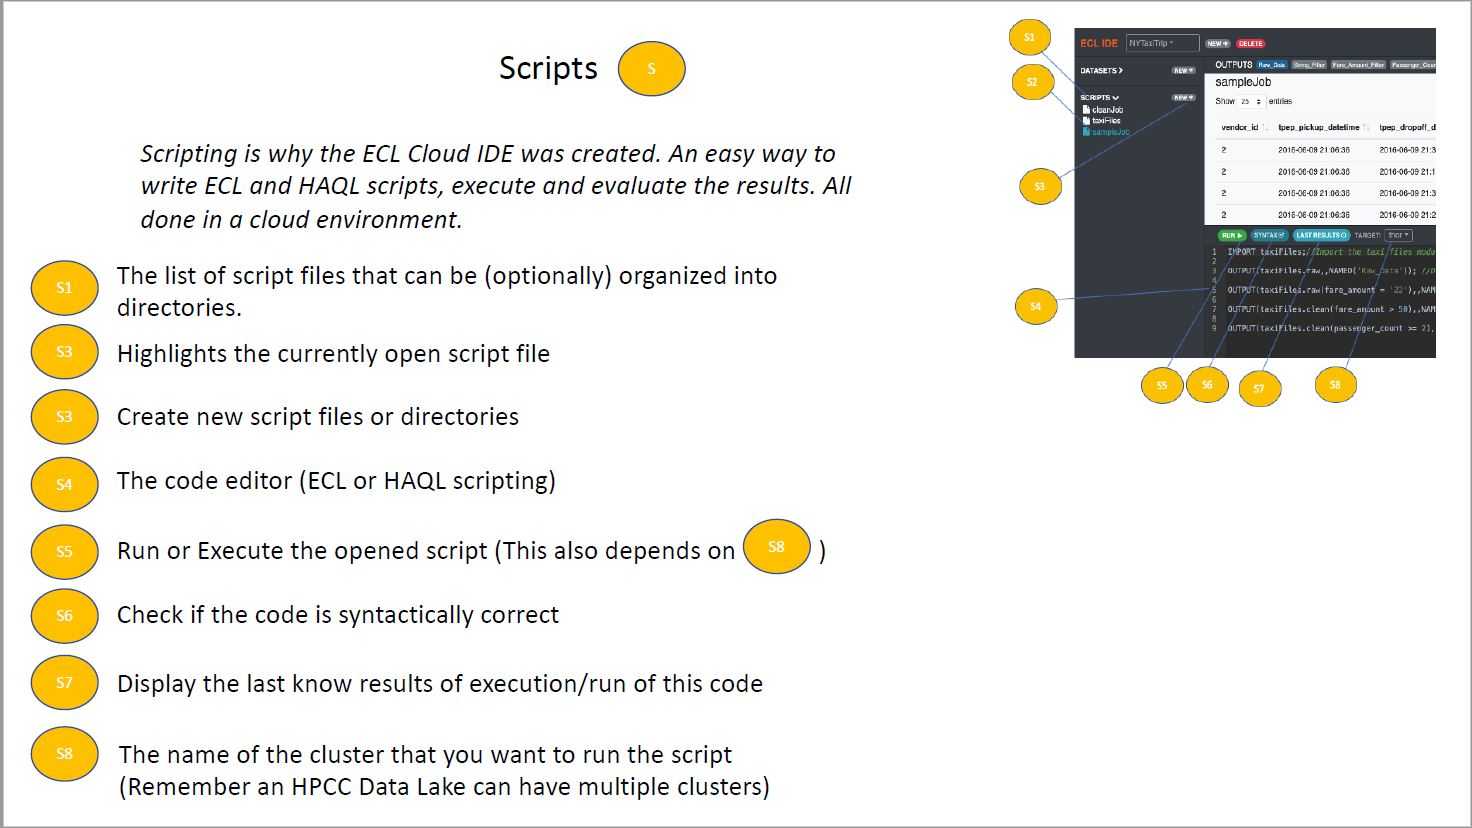 Scripts S
Scripting is why the ECL Cloud IDE was created. An easy way to
write ECL and HAQL scripts, execute and evaluate the results. All
done in a cloud environment.
S1 The list of script files that can be (optionally) organized into
directories.
S3 Highlights the currently open script file
S3 Create new script files or directories
S4 The code editor (ECL or HAQL scripting)
S5 Run or Execute the opened script (This also depends on S8 )
S6 Check if the code is syntactically correct
S7 Display the last know results of execution/run of this code
S8 The name of the cluster that you want to run the script
(Remember an HPCC Data Lake can have multiple clusters)
S1
S2
S3
S4
S5 S6 S7 S8
ECL IDE NYTaxiTrip NEW + DELETE
DATASETS NEW +
SCRIPTS NEW +
cleanJob
taxiFiles
sampleJob
OUTPUTS Raw_Data String_Filter Fare_Amount_Filter Passenger_Coun
sampleJob
Show 25 entries
vendor_id tpep_pickup_datetime tpep_dropoff_d
2 2016-06-09 21:06:36 2016-06-09 21:3
2 2016-06-09 21:06:36 2016-06-09 21:1
2 2016-06-09 21:06:36 2016-06-09 21:3
2 2016-06-09 21:06:36 2016-06-09 21:2
RUN SYNTAX LAST RESULTS TARGET: thor
1 IMPORT taxiFiles;//Import the taxi files modu
2
3 OUTPUT(taxiFiles.raw,,NAMED('Raw_Data')); //D
4
5 OUTPUT(taxiFiles.raw(fare_amount = '22'),,NAM
6
7 OUTPUT(taxiFiles.clean(fare_amount > 50),,NAM
8
9 OUTPUT(taxiFiles.clean(passenger_count >= 2),